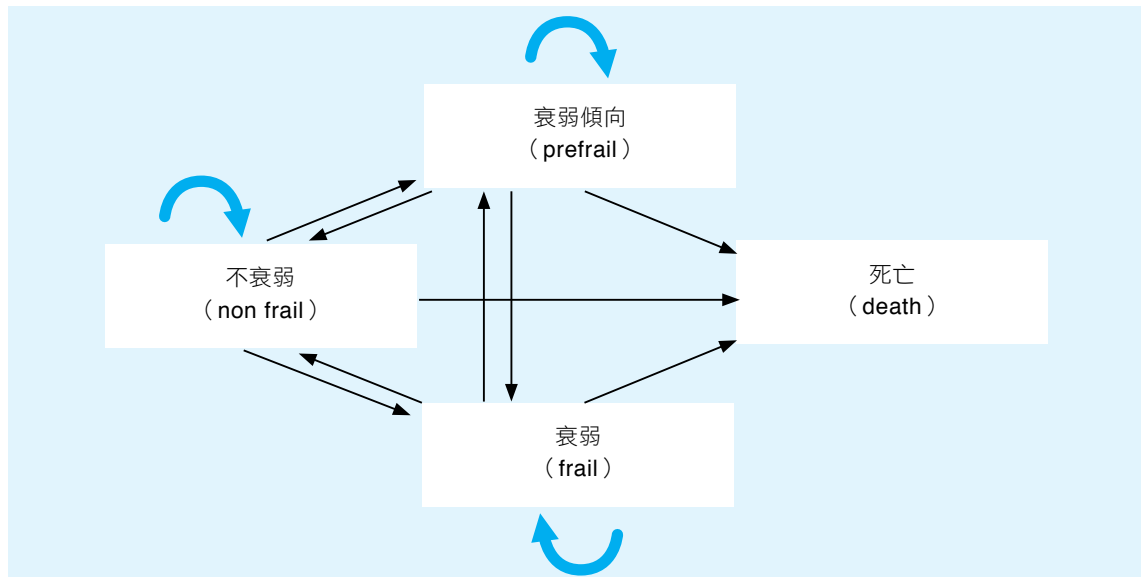 衰弱傾向
（prefrail）
不衰弱
（non frail）
死亡
（death）
衰弱
（frail）